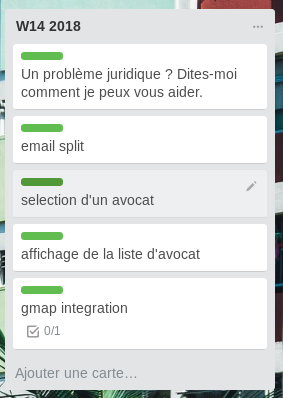 W14 2018
Un problème juridique ? Dites-moi
comment je peux vous aider.
email split
selection d'un avocat
affichage de la liste d'avocat
gmap integration
0/1
Ajouter une carte…